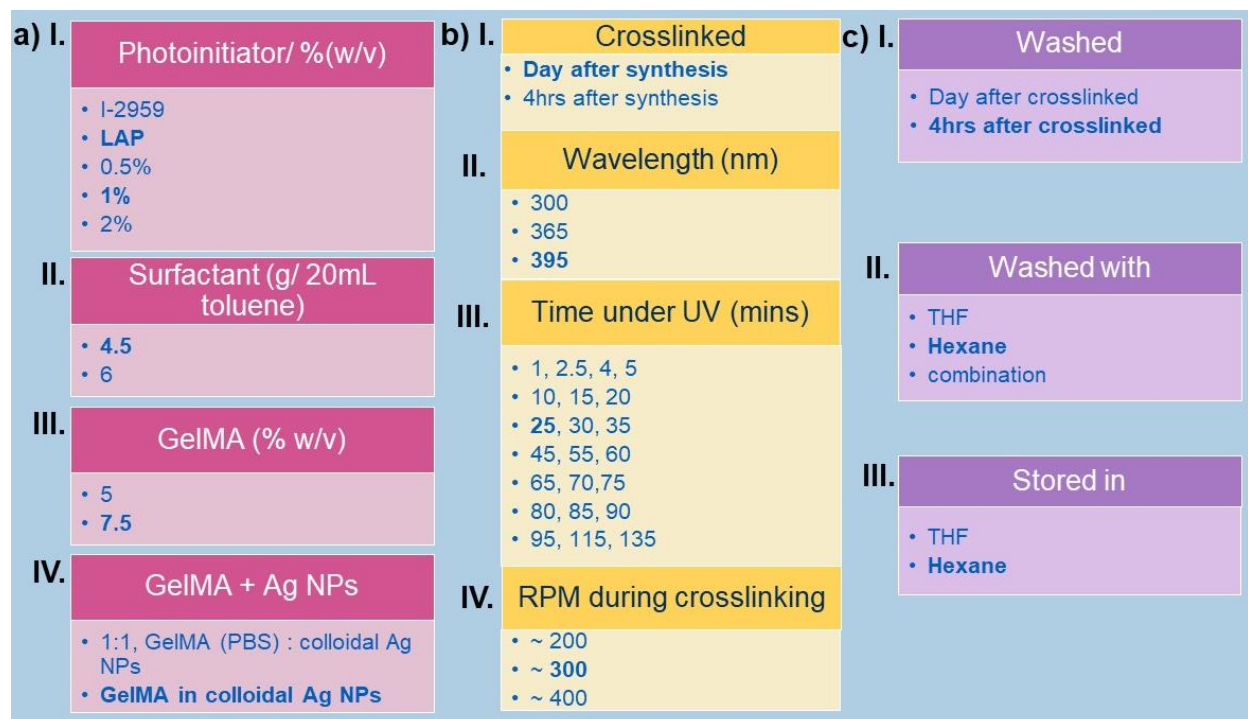 a) I.
Photoinitiator/ %(w/v)
• I-2959
• LAP
• 0.5%
• 1%
• 2%
II.
Surfactant (g/ 20mL
toluene)
• 4.5
• 6
III.
GelMA (% w/v)
• 5
• 7.5
IV.
GelMA + Ag NPs
• 1:1, GelMA (PBS) : colloidal Ag
NPs
• GelMA in colloidal Ag NPs
b) I.
Crosslinked
• Day after synthesis
• 4hrs after synthesis
II.
Wavelength (nm)
• 300
• 365
• 395
III.
Time under UV (mins)
• 1, 2.5, 4, 5
• 10, 15, 20
• 25, 30, 35
• 45, 55, 60
• 65, 70,75
• 80, 85, 90
• 95, 115, 135
IV.
RPM during crosslinking
• ~ 200
• ~ 300
• ~ 400
c) I.
Washed
• Day after crosslinked
• 4hrs after crosslinked
II.
Washed with
• THF
• Hexane
• combination
III.
Stored in
• THF
• Hexane